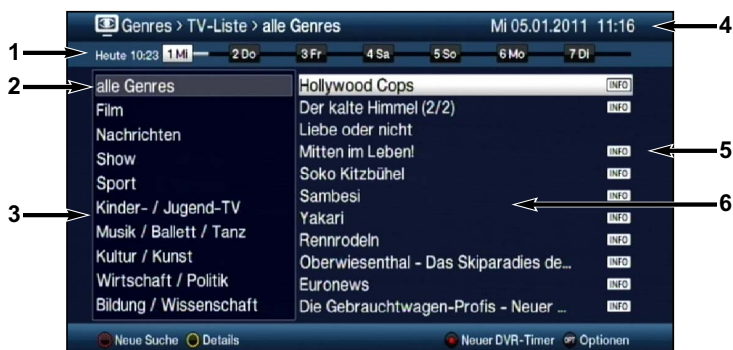 Genres > TV-Liste > alle Genres Mi 05.01.2011 11:16 4
1 Heute 10:23 1 Mi 2 Do 3 Fr 4 Sa 5 So 6 Mo 7 Di
2 alle Genres
Film
Nachrichten
Show
Sport
3 Kinder- / Jugend-TV
Musik / Ballett / Tanz
Kultur / Kunst
Wirtschaft / Politik
Bildung / Wissenschaft
Hollywood Cops INFO
Der kalte Himmel (2/2) INFO
Liebe oder nicht
Mitten im Leben! INFO 5
Soko Kitzbühel INFO
Sambesi INFO 6
Yakari INFO
Rennrodeln INFO
Oberwiesenthal - Das Skiparadies de... INFO
Euronews INFO
Die Gebrauchtwagen-Profis - Neuer ... INFO
Neue Suche Details Neuer DVR-Timer OPT Optionen